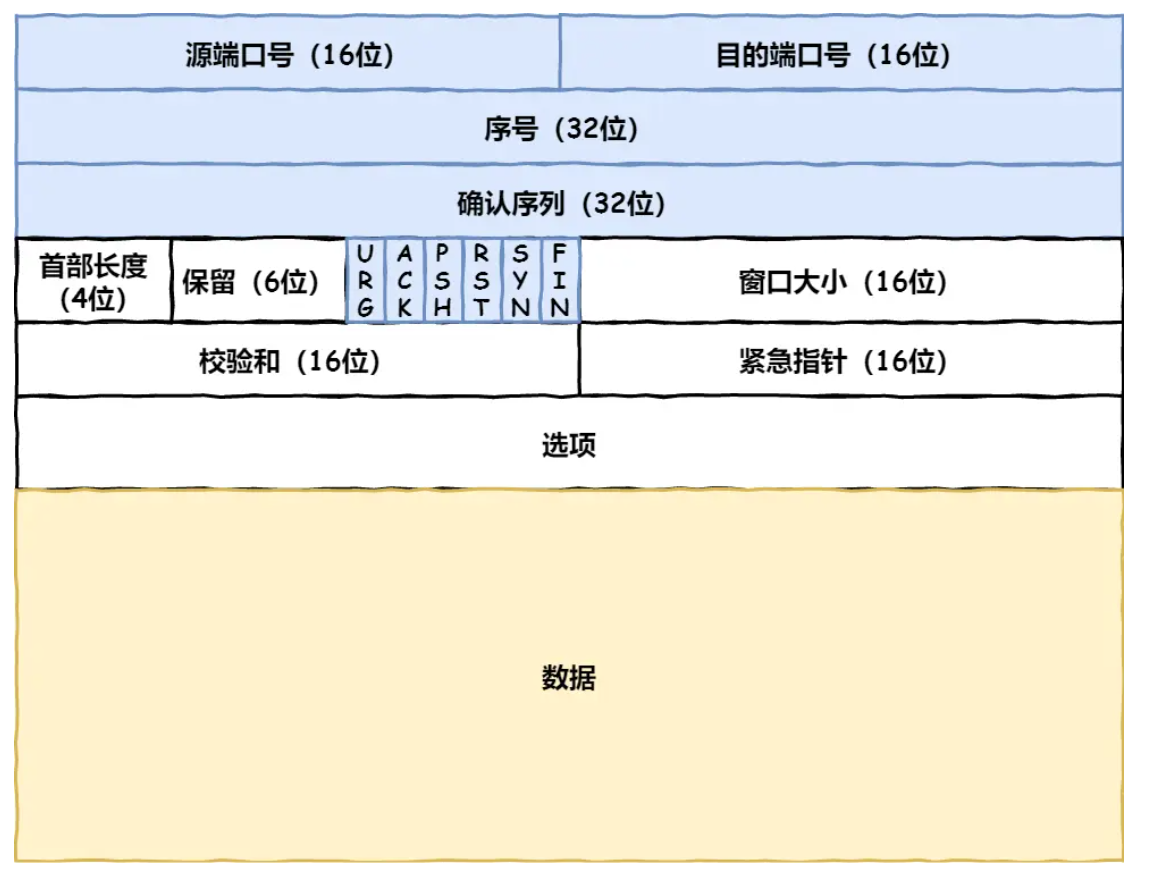 源端口号（16位）
目的端口号（16位）
序号（32位）
确认序列（32位）
首部长度
（4位）
保留（6位）
URG
ACK
PSH
RST
SYN
FIN
窗口大小（16位）
校验和（16位）
紧急指针（16位）
选项
数据